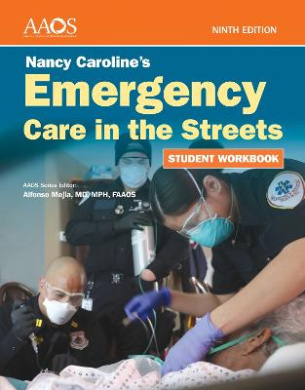 AAOS
NINTH EDITION
Nancy Caroline's
Emergency
Care in the Streets
STUDENT WORKBOOK
AAOS Series Editor:
Alfonso Mejia, MD, MPH, FAAOS